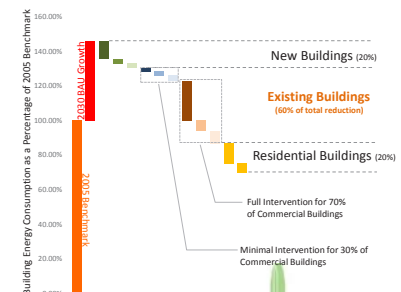 160.00%
140.00%
120.00%
100.00%
80.00%
60.00%
40.00%
20.00%
0.00%
Building Energy Consumption as a Percentage of 2005 Benchmark
2030 BAU Growth
2005 Benchmark
New Buildings (20%)
Existing Buildings
(60% of total reduction)
Residential Buildings (20%)
Full Intervention for 70%
of Commercial Buildings
Minimal Intervention for 30% of
Commercial Buildings